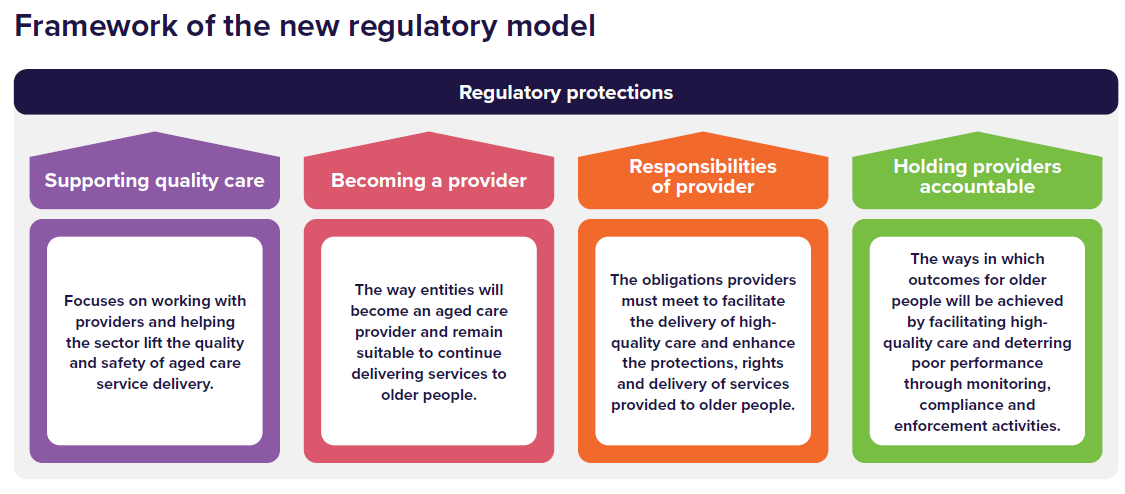 Framework of the new regulatory model
Regulatory protections
Supporting quality care
Focuses on working with
providers and helping
the sector lift the quality
and safety of aged care
service delivery.
Becoming a provider
The way entities will
become an aged care
provider and remain
suitable to continue
delivering services to
older people.
Responsibilities
of provider
The obligations providers
must meet to facilitate
the delivery of high-
quality care and enhance
the protections, rights
and delivery of services
provided to older people.
Holding providers
accountable
The ways in which
outcomes for older
people will be achieved
by facilitating high-
quality care and deterring
poor performance
through monitoring,
compliance and
enforcement activities.